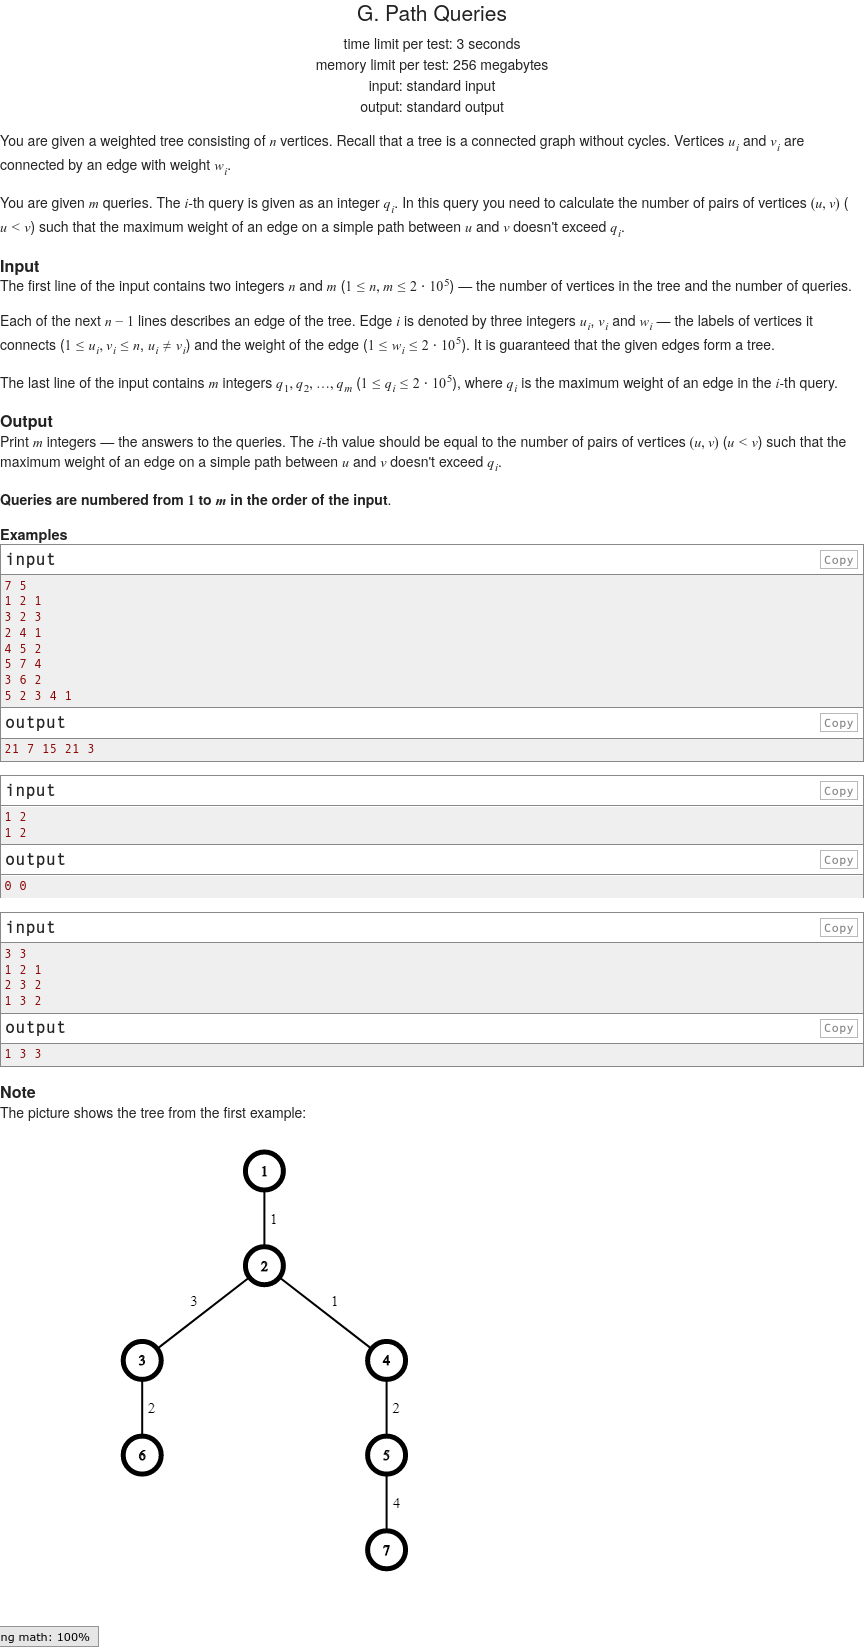 G. Path Queries
time limit per test: 3 seconds
memory limit per test: 256 megabytes
input: standard input
output: standard output
You are given a weighted tree consisting of n vertices. Recall that a tree is a connected graph without cycles. Vertices u_i and v_i are
connected by an edge with weight w_i.
You are given m queries. The i-th query is given as an integer q_i. In this query you need to calculate the number of pairs of vertices (u, v) (
u < v) such that the maximum weight of an edge on a simple path between u and v doesn't exceed q_i.
Input
The first line of the input contains two integers n and m (1 ≤ n, m ≤ 2 · 10^5) — the number of vertices in the tree and the number of queries.
Each of the next n − 1 lines describes an edge of the tree. Edge i is denoted by three integers u_i, v_i and w_i — the labels of vertices it
connects (1 ≤ u_i, v_i ≤ n, u_i ≠ v_i) and the weight of the edge (1 ≤ w_i ≤ 2 · 10^5). It is guaranteed that the given edges form a tree.
The last line of the input contains m integers q_1, q_2, …, q_m (1 ≤ q_i ≤ 2 · 10^5), where q_i is the maximum weight of an edge in the i-th query.
Output
Print m integers — the answers to the queries. The i-th value should be equal to the number of pairs of vertices (u, v) (u < v) such that the
maximum weight of an edge on a simple path between u and v doesn't exceed q_i.
Queries are numbered from 1 to m in the order of the input.
Examples
input Copy
7 5
1 2 1
3 2 3
2 4 1
4 5 2
5 7 4
3 6 2
5 2 3 4 1
output Copy
21 7 15 21 3
input Copy
1 2
1 2
output Copy
0 0
input Copy
3 3
1 2 1
2 3 2
1 3 2
output Copy
1 3 3
Note
The picture shows the tree from the first example:
1
1
2
3 1
3 4
2 2
6 5
4
7
ng math: 100%